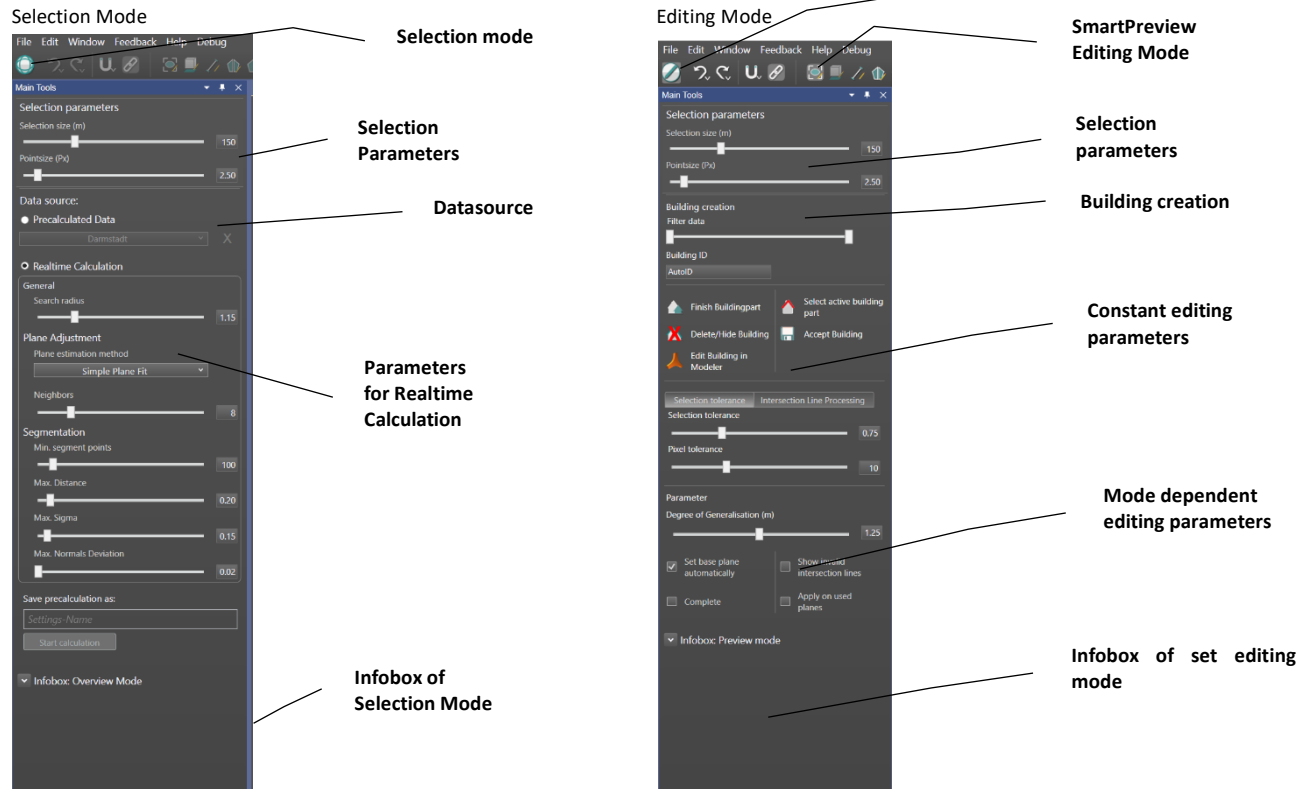 Selection Mode
File Edit Window Feedback Help Debug
Main Tools
Selection parameters
Selection size (m)
150
Pointsize (Px)
2.50
Data source:
Precalculated Data
Darmstadt
X
Realtime Calculation
General
Search radius
1.15
Plane Adjustment
Plane estimation method
Simple Plane Fit
Neighbors
8
Segmentation
Min. segment points
100
Max. Distance
0.20
Max. Sigma
0.15
Max. Normals Deviation
0.02
Save precalculation as:
Settings-Name
Start calculation
Infobox: Overview Mode
Selection mode
Selection
Parameters
Datasource
Parameters
for Realtime
Calculation
Infobox of
Selection Mode
Editing Mode
File Edit Window Feedback Help Debug
Main Tools
Selection parameters
Selection size (m)
150
Pointsize (Px)
2.50
Building creation
Filter data
Building ID
AutoID
Finish Buildingpart
Select active building
part
Delete/Hide Building
Accept Building
Edit Building in
Modeler
Selection tolerance
Intersection Line Processing
Selection tolerance
0.75
Pixel tolerance
10
Parameter
Degree of Generalisation (m)
1.25
Set base plane
automatically
Show invalid
intersection lines
Complete
Apply on used
planes
Infobox: Preview mode
SmartPreview
Editing Mode
Selection
parameters
Building creation
Constant editing
parameters
Mode dependent
editing parameters
Infobox of set editing
mode